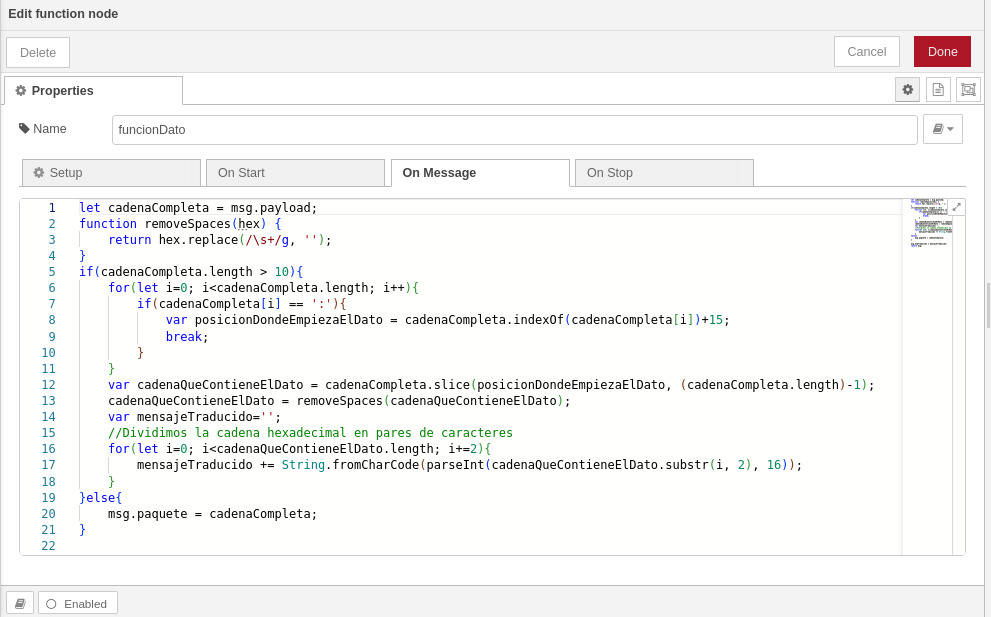 Edit function node
Delete
Cancel
Done
Properties
Name
funcionDato
Setup
On Start
On Message
On Stop
1 let cadenaCompleta = msg.payload;
2 function removeSpaces(hex) {
3     return hex.replace(/\s+/g, '');
4 }
5 if(cadenaCompleta.length > 10){
6     for(let i=0; i<cadenaCompleta.length; i++){
7         if(cadenaCompleta[i] == ':'){
8             var posicionDondeEmpiezaElDato = cadenaCompleta.indexOf(cadenaCompleta[i])+15;
9             break;
10         }
11     }
12     var cadenaQueContieneElDato = cadenaCompleta.slice(posicionDondeEmpiezaElDato, (cadenaCompleta.length)-1);
13     cadenaQueContieneElDato = removeSpaces(cadenaQueContieneElDato);
14     var mensajeTraducido='';
15     //Dividimos la cadena hexadecimal en pares de caracteres
16     for(let i=0; i<cadenaQueContieneElDato.length; i+=2){
17         mensajeTraducido += String.fromCharCode(parseInt(cadenaQueContieneElDato.substr(i, 2), 16));
18     }
19 }else{
20     msg.paquete = cadenaCompleta;
21 }
22
Enabled